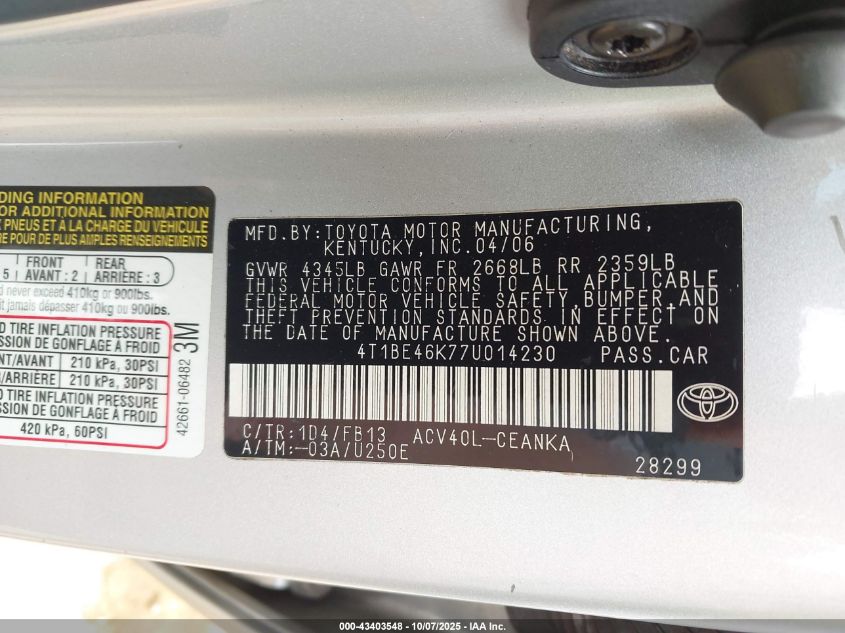 DING INFORMATION
OR ADDITIONAL INFORMATION
PNEUS ET À LA CHARGE DU VÉHICULE
RE POUR DE PLUS AMPLES RENSEIGNEMENTS
5 FRONT AVANT : 2 REAR ARRIÈRE : 3
d never exceed 410kg or 900lbs.
it jamais dépasser 410kg ou 900lbs.
D TIRE INFLATION PRESSURE
SSION DE GONFLAGE À FROID
NT/AVANT 210 kPa, 30PSI
R/ARRIÈRE 210 kPa, 30PSI
D TIRE INFLATION PRESSURE
SSION DE GONFLAGE À FROID
420 kPa, 60PSI
42661-06482 3M
MFD.BY:TOYOTA MOTOR MANUFACTURING,
KENTUCKY,INC.04/06
GVWR 4345LB GAWR FR 2668LB RR 2359LB
THIS VEHICLE CONFORMS TO ALL APPLICABLE
FEDERAL MOTOR VEHICLE SAFETY,BUMPER,AND
THEFT PREVENTION STANDARDS IN EFFECT ON
THE DATE OF MANUFACTURE SHOWN ABOVE.
4T1BE46K77U014230 PASS.CAR
C/TR:1D4/FB13 ACV40L-CEANKA
A/TM:-03A/U250E
28299
000-43403548 - 10/07/2025 - IAA Inc.